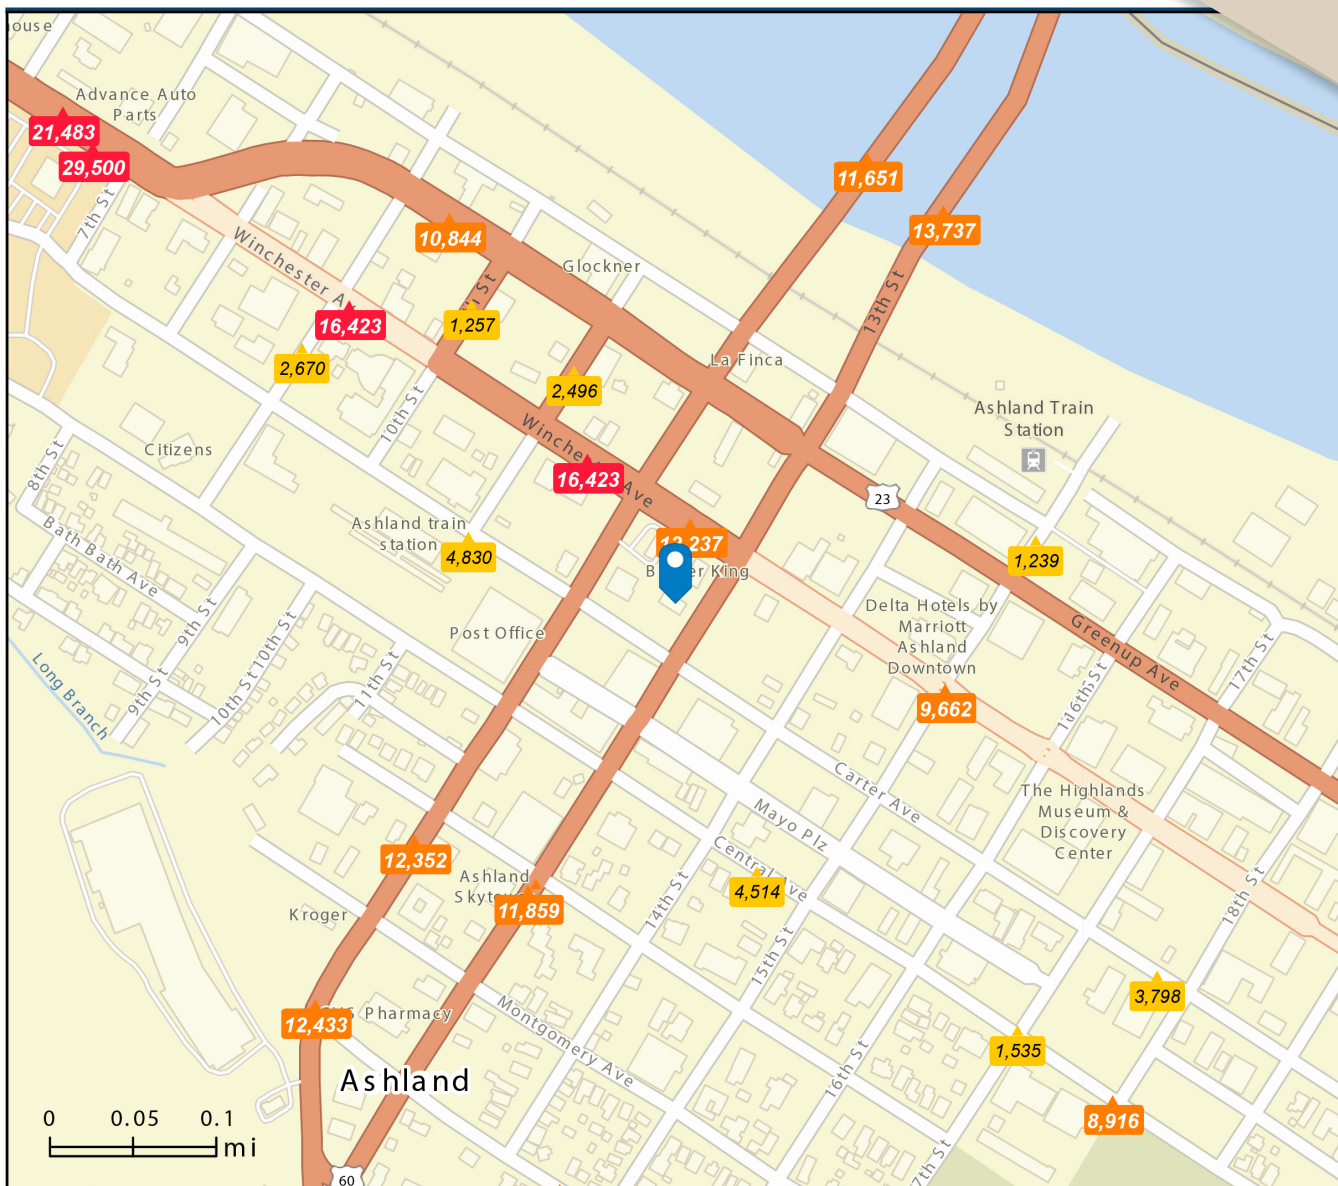 ouse
Advance Auto
Parts
21,483
29,500
7th St
Winchester A
16,423
2,670
10,844
St
1,257
Glockner
2,496
11,651
13,737
13th St
La Finca
Ashland Train
Station
10th St
Citizens
8th St
Winche
Ave
16,423
23
Bath Bath Ave
Ashland train
station
4,830
237
B er King
1,239
Delta Hotels by
Marriott
Ashland
Downtown
9,662
Greenup Ave
17th St
16th St
Post Office
9th St
10th St
9th St
10th St
11th St
Long Branch
Carter Ave
Mayo Plz
The Highlands
Museum &
Discovery
Center
Central Ave
4,514
12,352
Ashland
Skyto
11,859
Kroger
14th St
15th St
18th St
3,798
12,433
Pharmacy
Montgomery Ave
1,535
16th St
Ashland
8,916
7th St
0 0.05 0.1
mi
60